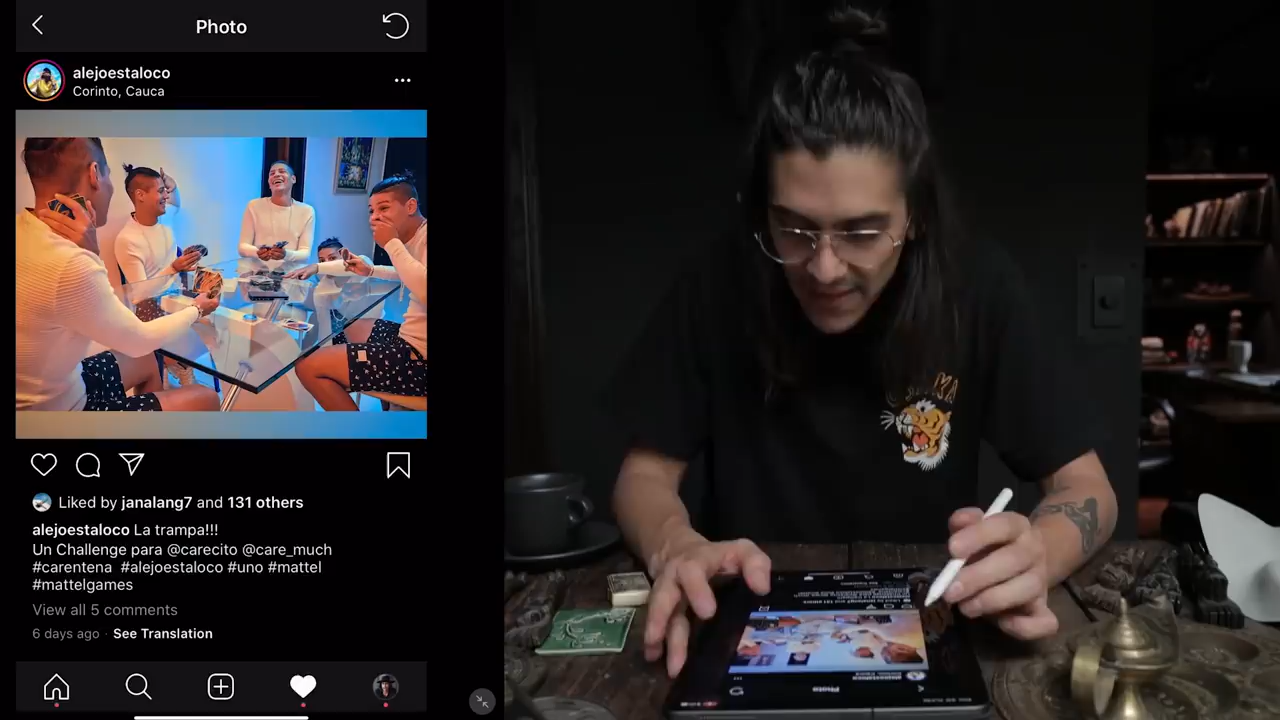 Photo
alejoestaloco
Corinto, Cauca
Liked by janalang7 and 131 others
alejoestaloco La trampa!!!
Un Challenge para @carecito @care_much
#carentena #alejoestaloco #uno #mattel
#mattelgames
View all 5 comments
6 days ago · See Translation